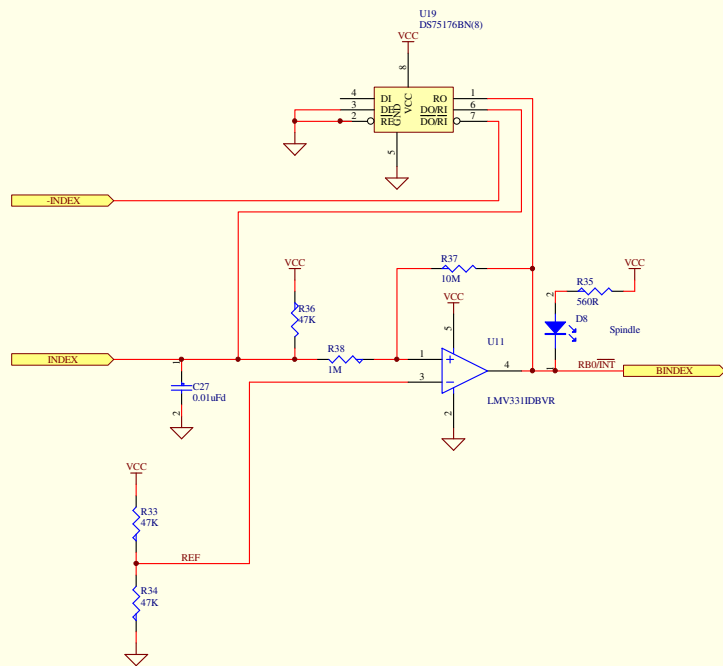 U19
DS75176BN(8)
VCC
8
4 DI RO 1
3 DE DO/RI 6
2 RE DO/RI 7
GND
VCC
5
-INDEX
VCC
R37
10M
VCC
R36
47K
VCC
R35
560R
2
D8
Spindle
5
U11
R38
1M
INDEX
1
1
3
4
1
RB0/INT
BINDEX
C27
0.01uFd
2
2
LMV331IDBVR
VCC
R33
47K
REF
R34
47K